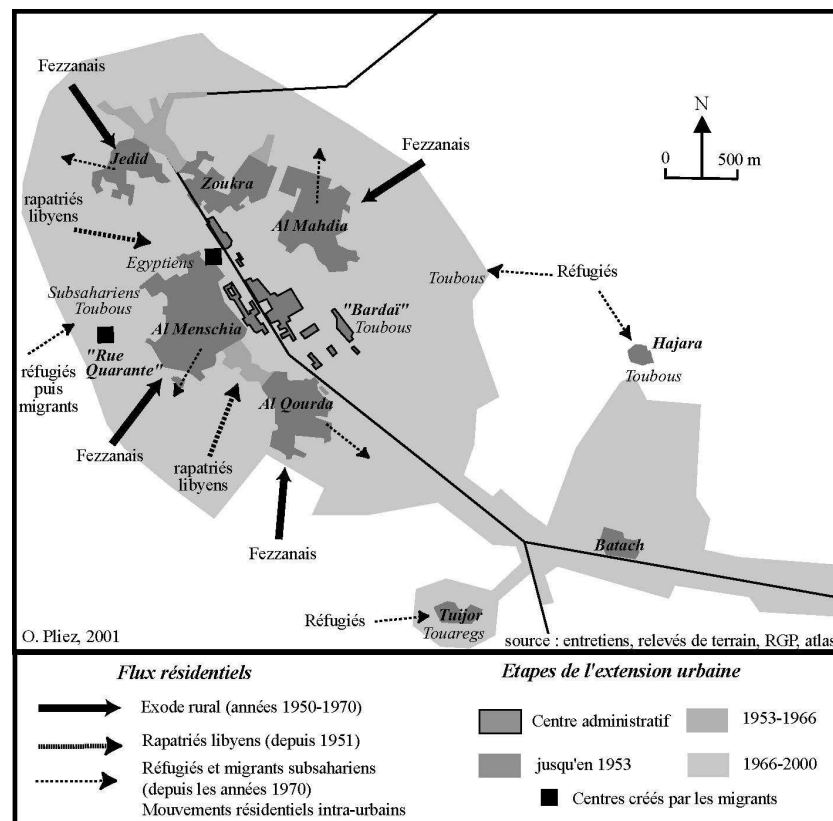 Fezzanais
N
0 500 m
Jedid
Fezzanais
Zoukra
rapatriés
libyens
Al Mahdia
Egyptiens
Toubous
Réfugiés
Subsahariens
Toubous
"Bardaï"
Toubous
Al Menschia
Hajara
"Rue
Quarante"
Toubous
réfugiés
puis
migrants
Al Qourda
Fezzanais
rapatriés
libyens
Fezzanais
Batach
Réfugiés
Tuijor
Touaregs
O. Pliez, 2001
source : entretiens, relevés de terrain, RGP, atlas
Flux résidentiels
Exode rural (années 1950-1970)
Rapatriés libyens (depuis 1951)
Réfugiés et migrants subsahariens
(depuis les années 1970)
Mouvements résidentiels intra-urbains
Etapes de l'extension urbaine
Centre administratif
1953-1966
jusqu'en 1953
1966-2000
Centres créés par les migrants